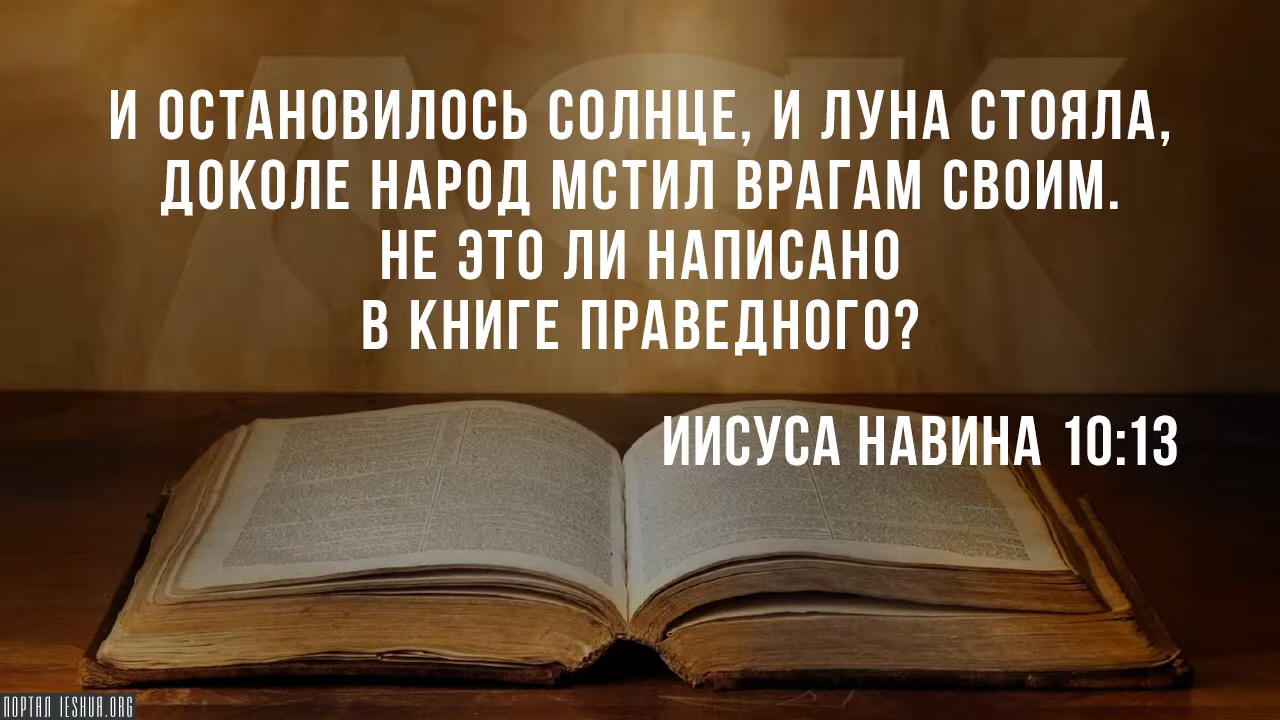 И ОСТАНОВИЛОСЬ СОЛНЦЕ, И ЛУНА СТОЯЛА,
ДОКОЛЕ НАРОД МСТИЛ ВРАГАМ СВОИМ.
НЕ ЭТО ЛИ НАПИСАНО
В КНИГЕ ПРАВЕДНОГО?
ИИСУСА НАВИНА 10:13
ПОРТАЛ IESHUA.ORG